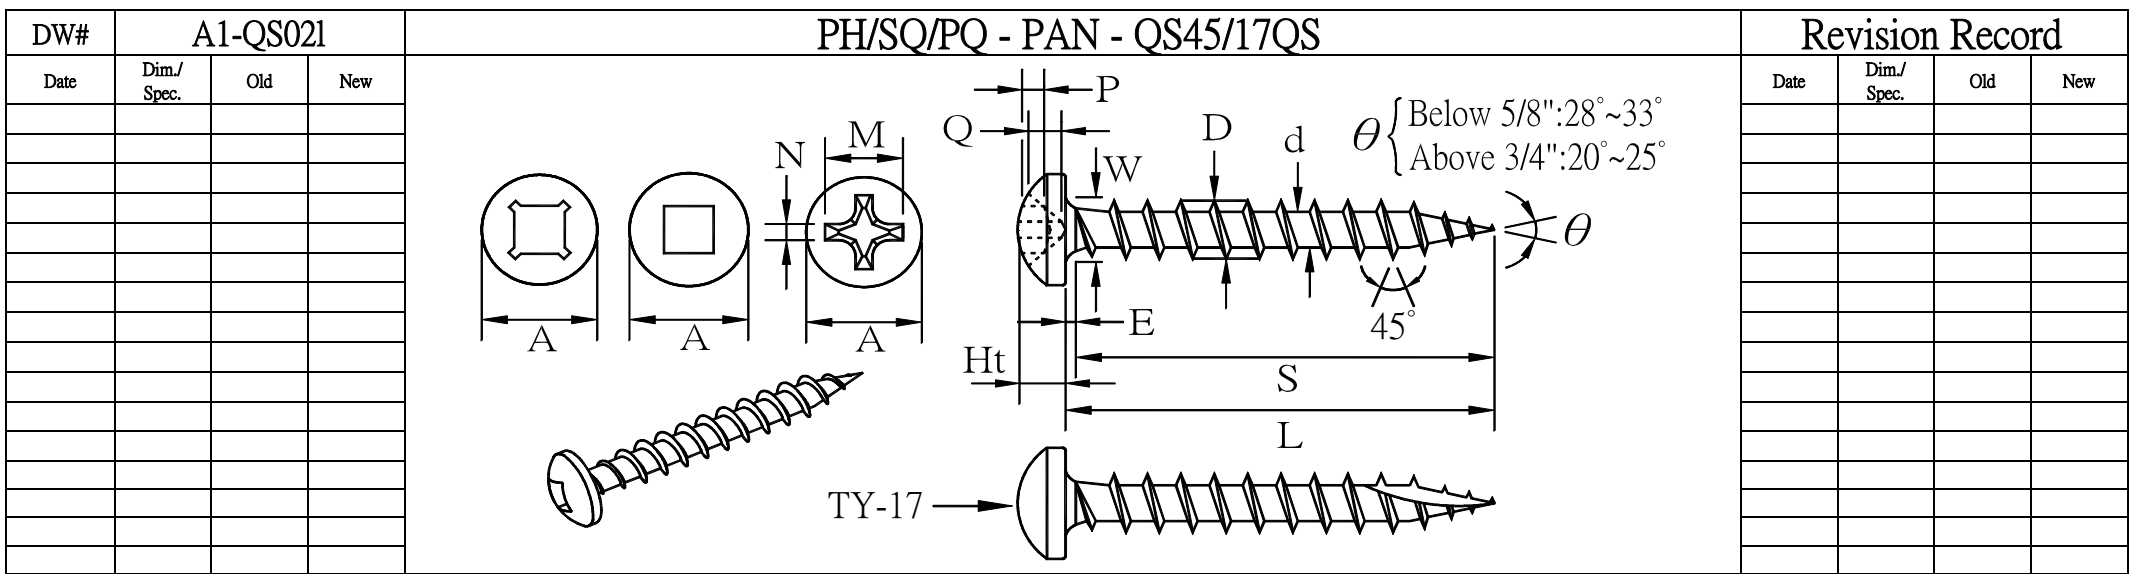 DW# A1-QS02l PH/SQ/PQ - PAN - QS45/17QS Revision Record
Date Dim./ Spec. Old New
Date Dim./ Spec. Old New
P
Q
D
d
θ
Below 5/8":28°~33°
Above 3/4":20°~25°
M
N
W
θ
A
A
A
E
45°
Ht
S
L
TY-17